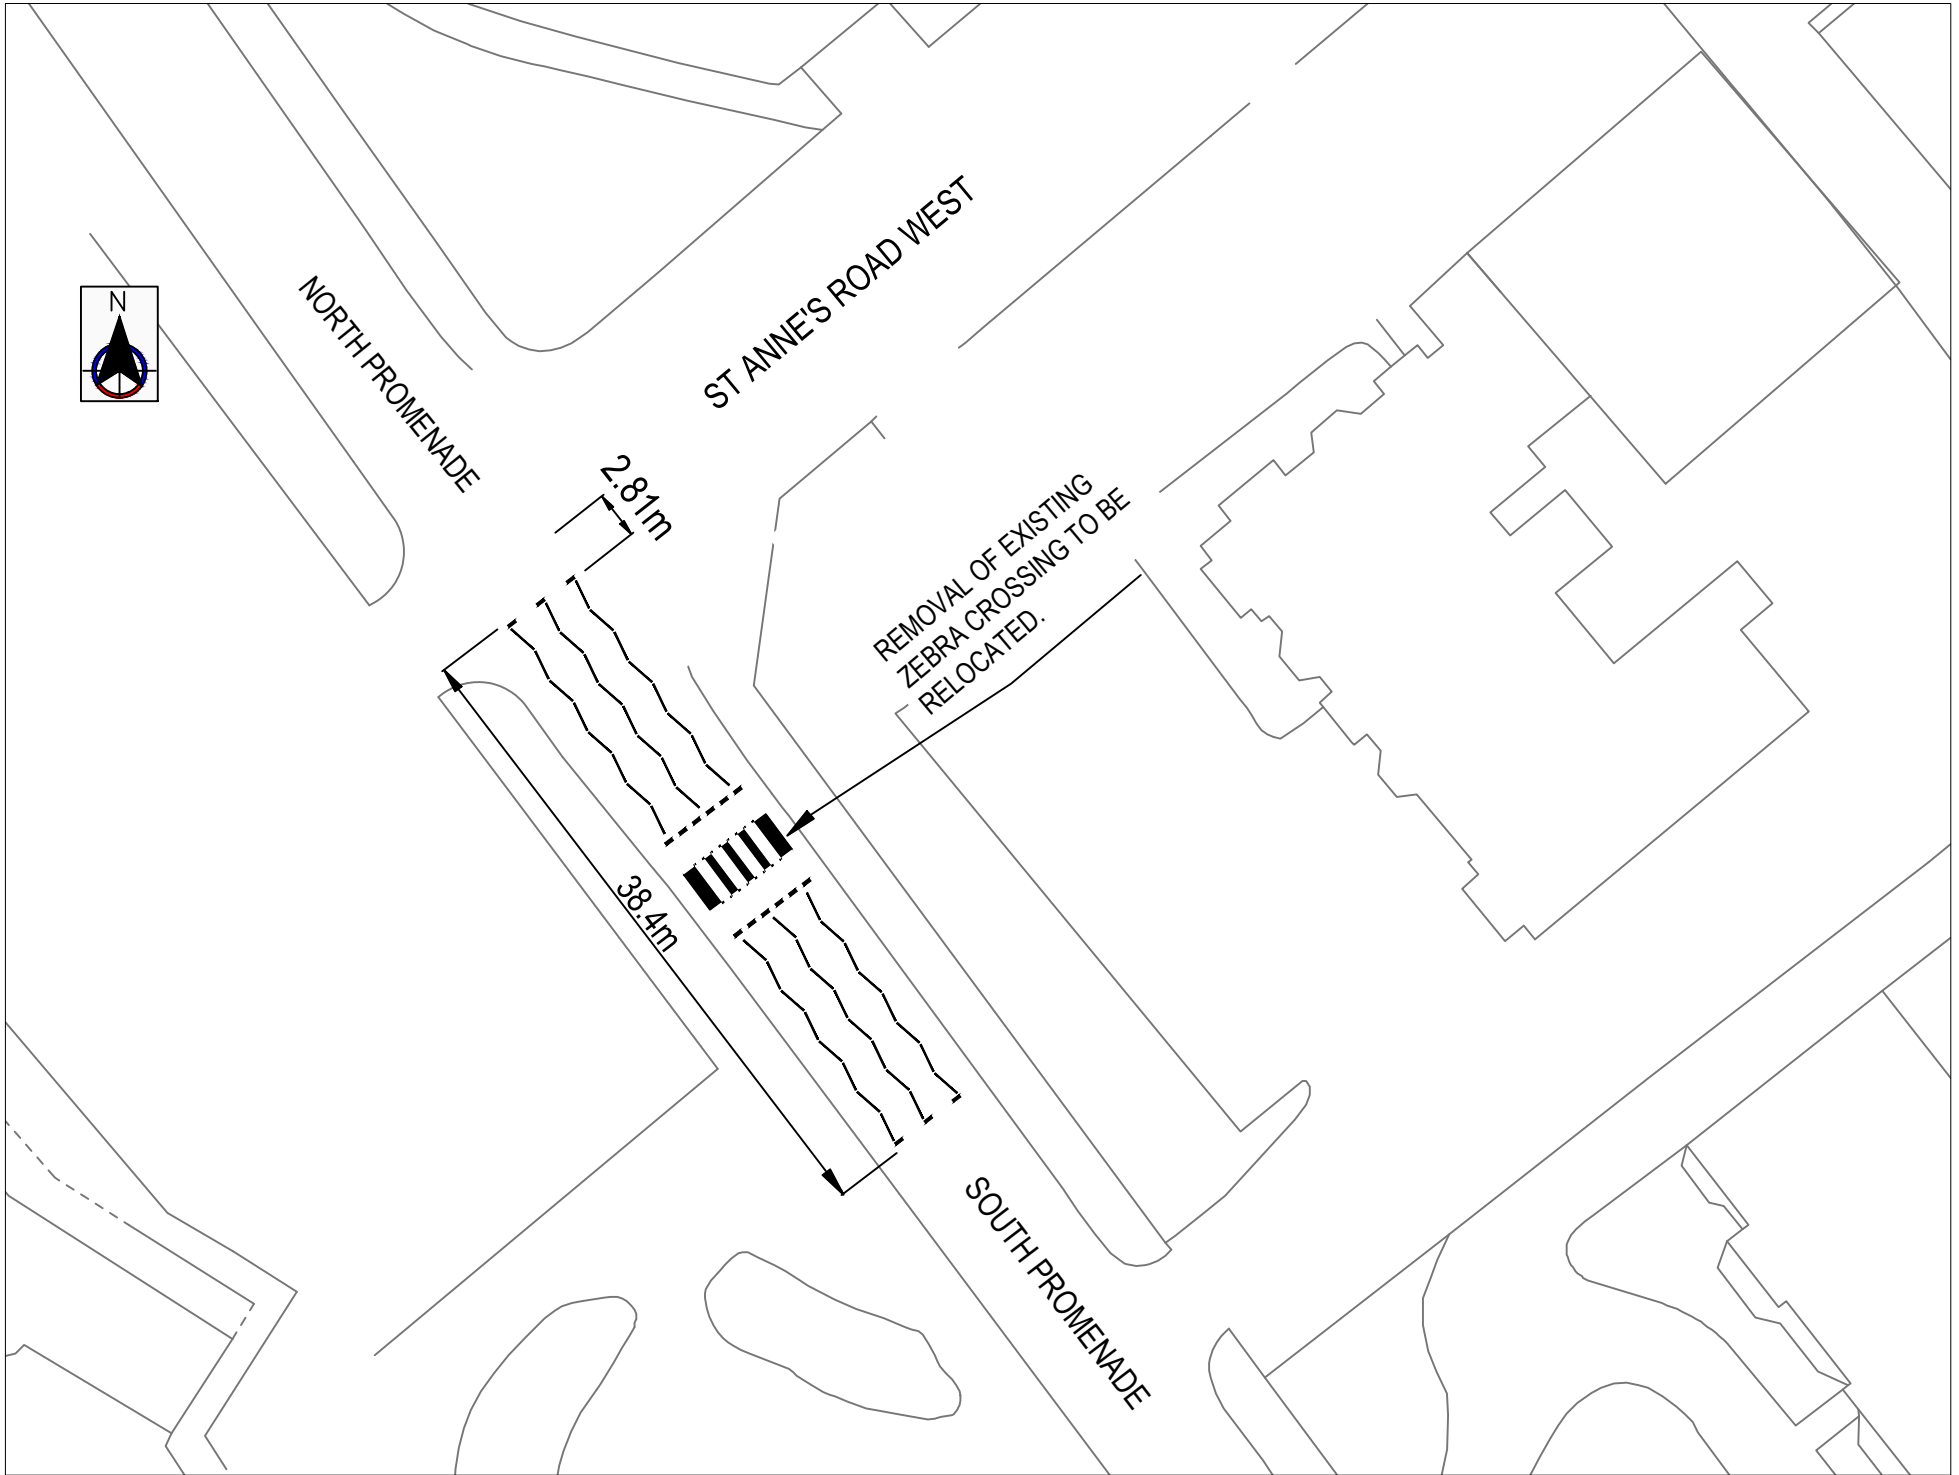 N
NORTH PROMENADE
ST ANNE'S ROAD WEST
2.81m
REMOVAL OF EXISTING
ZEBRA CROSSING TO BE
RELOCATED.
38.4m
SOUTH PROMENADE